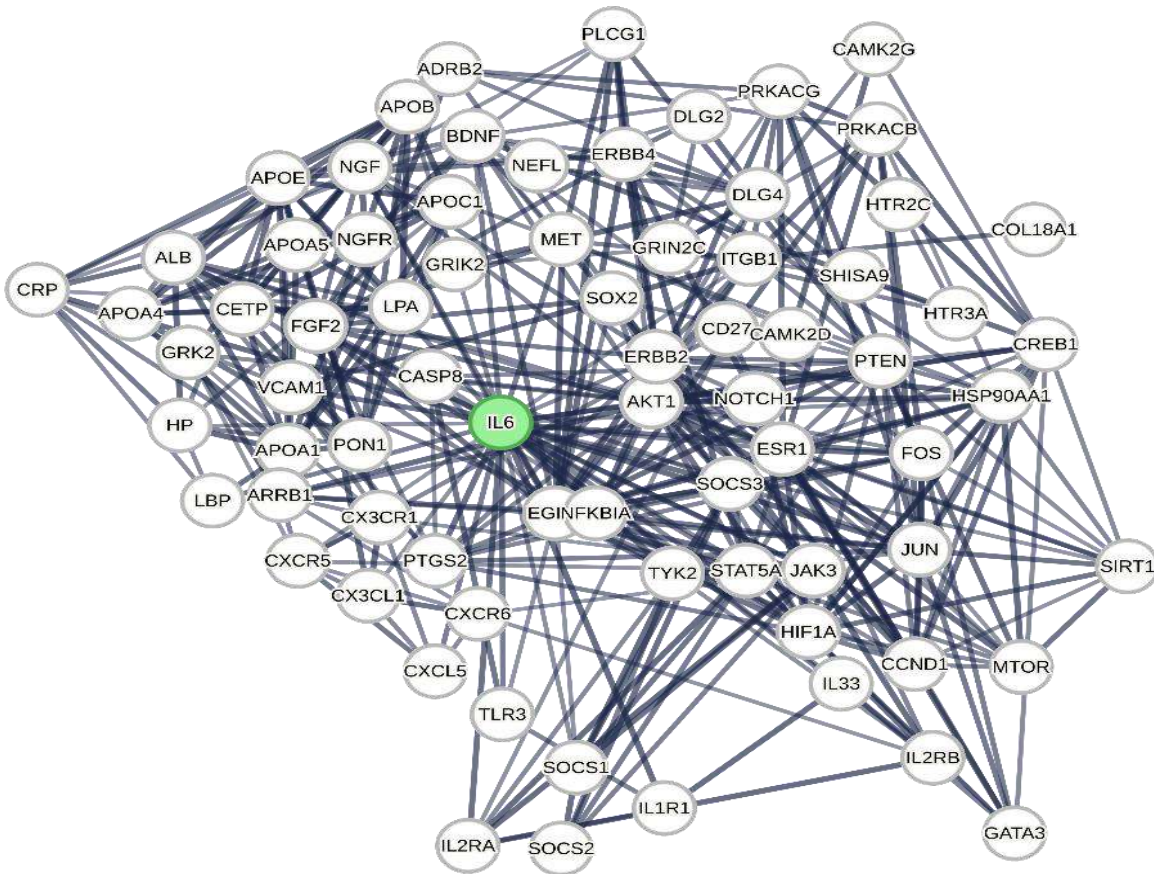 PLCG1
CAMK2G
ADRB2
PRKACG
APOB
DLG2
PRKACB
BDNF
ERBB4
NEFL
NGF
APOE
DLG4
APOC1
HTR2C
COL18A1
NGFR
MET
APOA5
GRIN2C
ALB
GRIK2
ITGB1
SHISA9
CRP
SOX2
LPA
CETP
APOA4
FGF2
HTR3A
CD27
CAMK2D
CREB1
GRK2
ERBB2
PTEN
CASP8
VCAM1
HSP90AA1
AKT1
NOTCH1
IL6
HP
PON1
APOA1
ESR1
FOS
SOCS3
ARRB1
LBP
CX3CR1
NFKBIA
JUN
CXCR5
PTGS2
TYK2
STAT5A
JAK3
SIRT1
CX3CL1
CXCR6
HIF1A
CCND1
MTOR
CXCL5
IL33
TLR3
IL2RB
SOCS1
IL1R1
GATA3
IL2RA
SOCS2